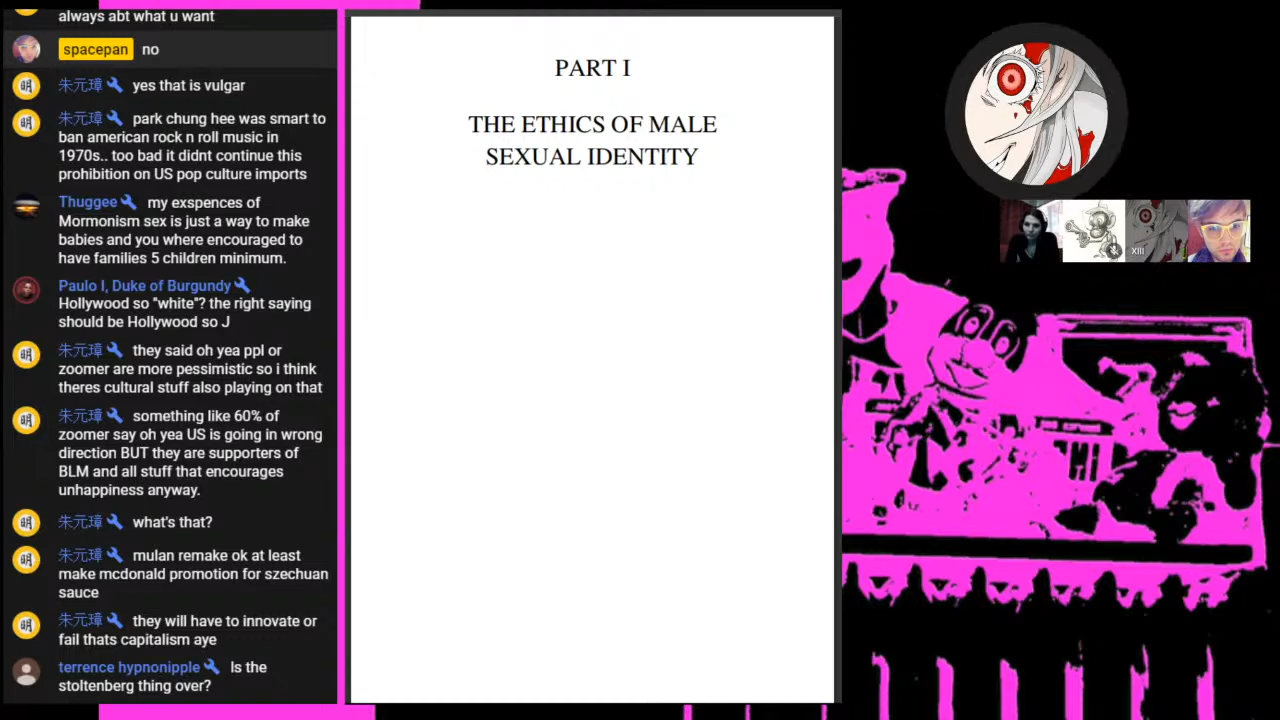 always abt what u want
spacepan no
朱元璋 yes that is vulgar
朱元璋 park chung hee was smart to
ban american rock n roll music in
1970s.. too bad it didnt continue this
prohibition on US pop culture imports
Thuggee my exspences of
Mormonism sex is just a way to make
babies and you where encouraged to
have families 5 children minimum.
Paulo I, Duke of Burgundy
Hollywood so "white"? the right saying
should be Hollywood so J
朱元璋 they said oh yea ppl or
zoomer are more pessimistic so i think
theres cultural stuff also playing on that
朱元璋 something like 60% of
zoomer say oh yea US is going in wrong
direction BUT they are supporters of
BLM and all stuff that encourages
unhappiness anyway.
朱元璋 what's that?
朱元璋 mulan remake ok at least
make mcdonald promotion for szechuan
sauce
朱元璋 they will have to innovate or
fail thats capitalism aye
terrence hypnonipple Is the
stoltenberg thing over?
PART I
THE ETHICS OF MALE
SEXUAL IDENTITY
XIII